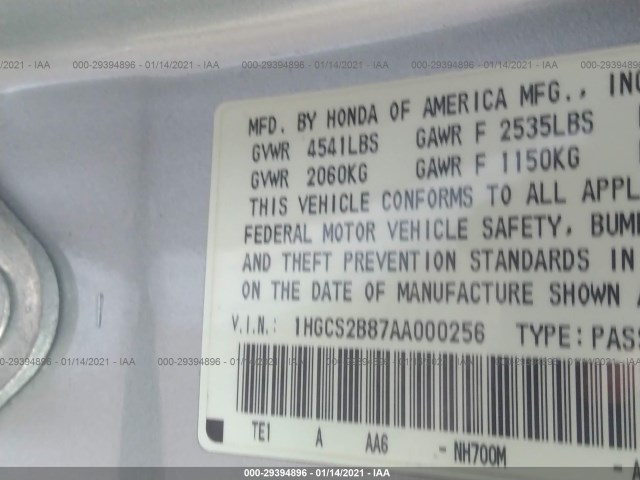 000-29394896 - 01/14/2021 - IAA
MFD. BY HONDA OF AMERICA MFG., INC
GVWR 4541LBS GAWR F 2535LBS
GVWR 2060KG GAWR F 1150KG
THIS VEHICLE CONFORMS TO ALL APPL
FEDERAL MOTOR VEHICLE SAFETY, BUMP
AND THEFT PREVENTION STANDARDS IN
ON THE DATE OF MANUFACTURE SHOWN A
V.I.N.: 1HGCS2B87AA000256 TYPE: PASS
TE1 A AA6 - NH700M - A
000-29394896 - 01/14/2021 - IAA